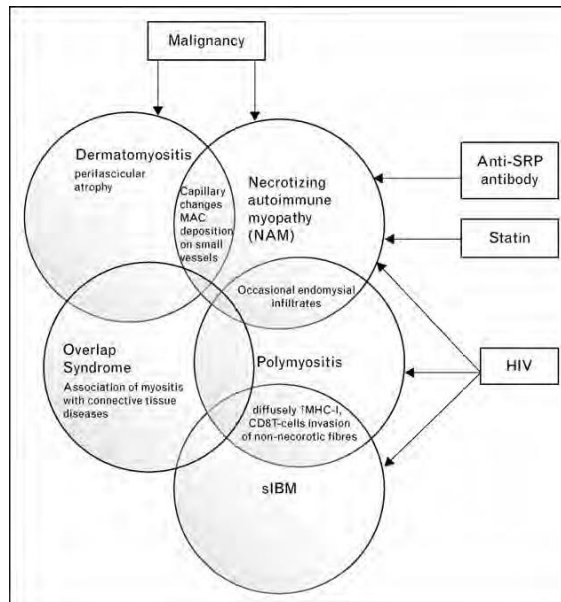 Malignancy
Dermatomyositis
perifascicular
atrophy
Capillary
changes
MAC
deposition
on small
vessels
Necrotizing
autoimmune
myopathy
(NAM)
Anti-SRP
antibody
Statin
Occasional endomysial
infiltrates
Overlap
Syndrome
Association of myositis
with connective tissue
diseases
Polymyositis
HIV
diffusely ↑MHC-I,
CD8T-cells invasion
of non-necorotic fibres
sIBM